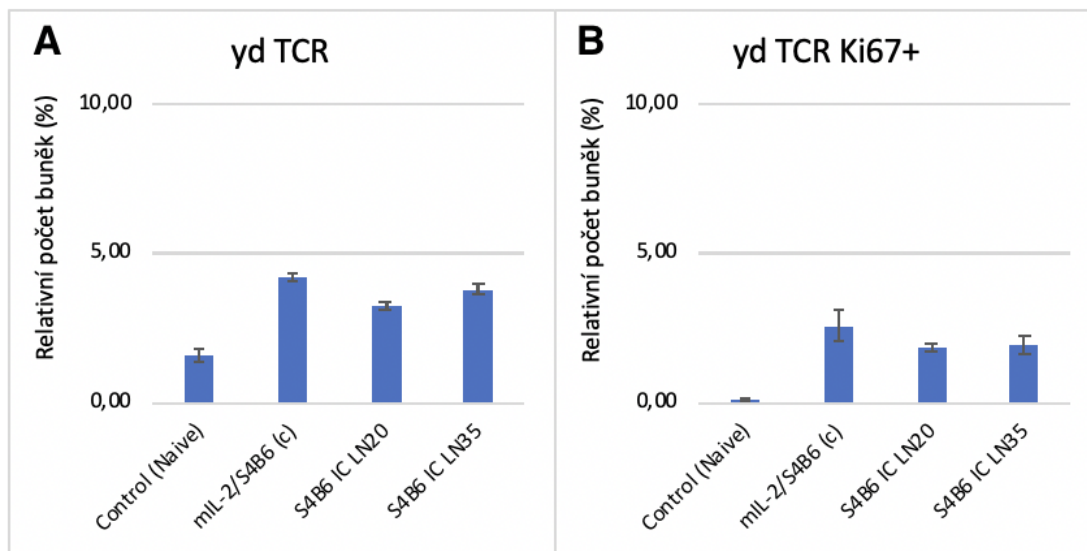 A
yd TCR
Relativní počet buněk (%)
10,00
5,00
0,00
Control (Naive)
mIL-2/S4B6 (c)
S4B6 IC LN20
S4B6 IC LN35
B
yd TCR Ki67+
Relativní počet buněk (%)
10,00
5,00
0,00
Control (Naive)
mIL-2/S4B6 (c)
S4B6 IC LN20
S4B6 IC LN35